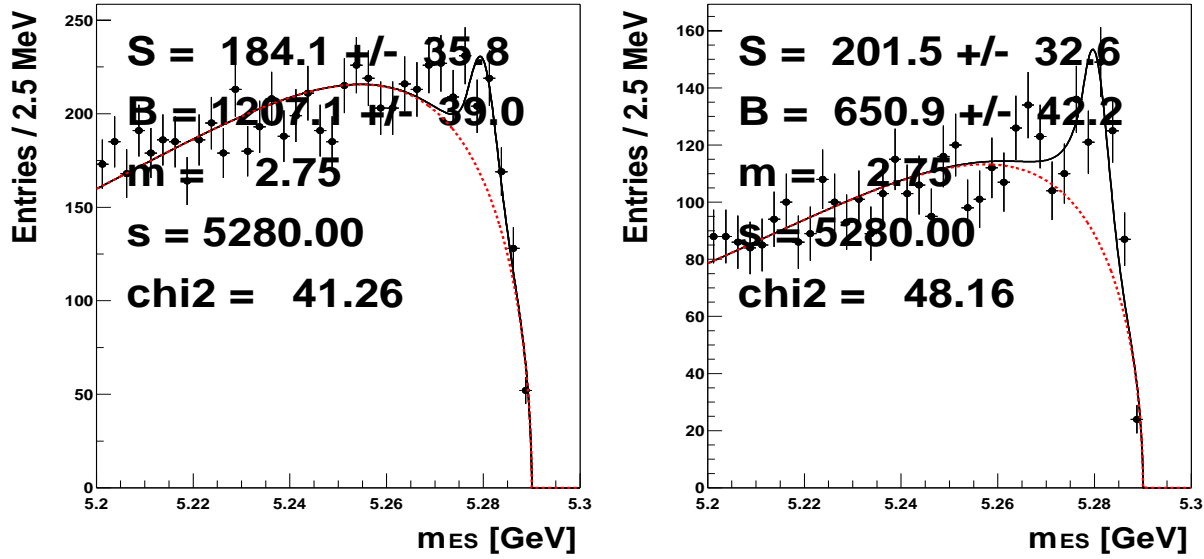 Entries / 2.5 MeV
250
200
150
100
50
0
S = 184.1 +/- 35.8
B = 1207.1 +/- 39.0
m = 2.75
s = 5280.00
chi2 = 41.26
5.2 5.22 5.24 5.26 5.28 5.3
mES [GeV]
Entries / 2.5 MeV
160
140
120
100
80
60
40
20
0
S = 201.5 +/- 32.6
B = 650.9 +/- 42.2
m = 2.75
s = 5280.00
chi2 = 48.16
5.2 5.22 5.24 5.26 5.28 5.3
mES [GeV]